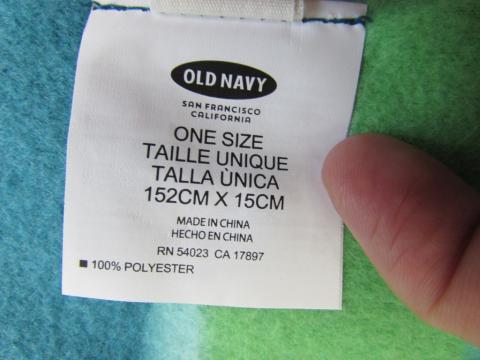 OLD NAVY
SAN FRANCISCO
CALIFORNIA
ONE SIZE
TAILLE UNIQUE
TALLA ÙNICA
152CM X 15CM
MADE IN CHINA
HECHO EN CHINA
RN 54023 CA 17897
100% POLYESTER